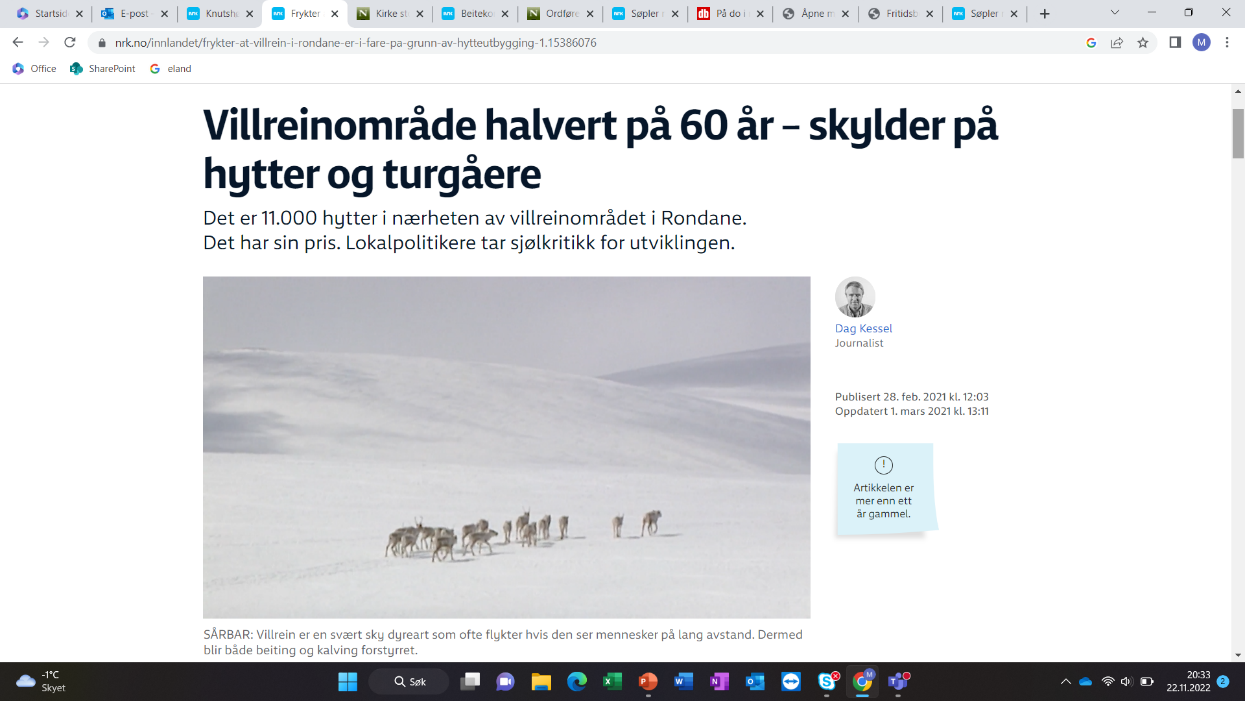 Startsid
E-post
Knutsh
Frykter
Kirke st
Beiteko
Ordføre
Søpler
På do i
Åpne m
Fritidsb
Søpler
nrk.no/innlandet/frykter-at-villrein-i-rondane-er-i-fare-pa-grunn-av-hytteutbygging-1.15386076
M
Office
SharePoint
eland
Villreinområde halvert på 60 år – skylder på
hytter og turgåere
Det er 11.000 hytter i nærheten av villreinområdet i Rondane.
Det har sin pris. Lokalpolitikere tar sjølkritikk for utviklingen.
Dag Kessel
Journalist
Publisert 28. feb. 2021 kl. 12:03
Oppdatert 1. mars 2021 kl. 13:11
Artikkelen er
mer enn ett
år gammel.
SÅRBAR: Villrein er en svært sky dyreart som ofte flykter hvis den ser mennesker på lang avstand. Dermed
blir både beiting og kalving forstyrret.
-1°C
Skyet
Søk
20:33
22.11.2022
2